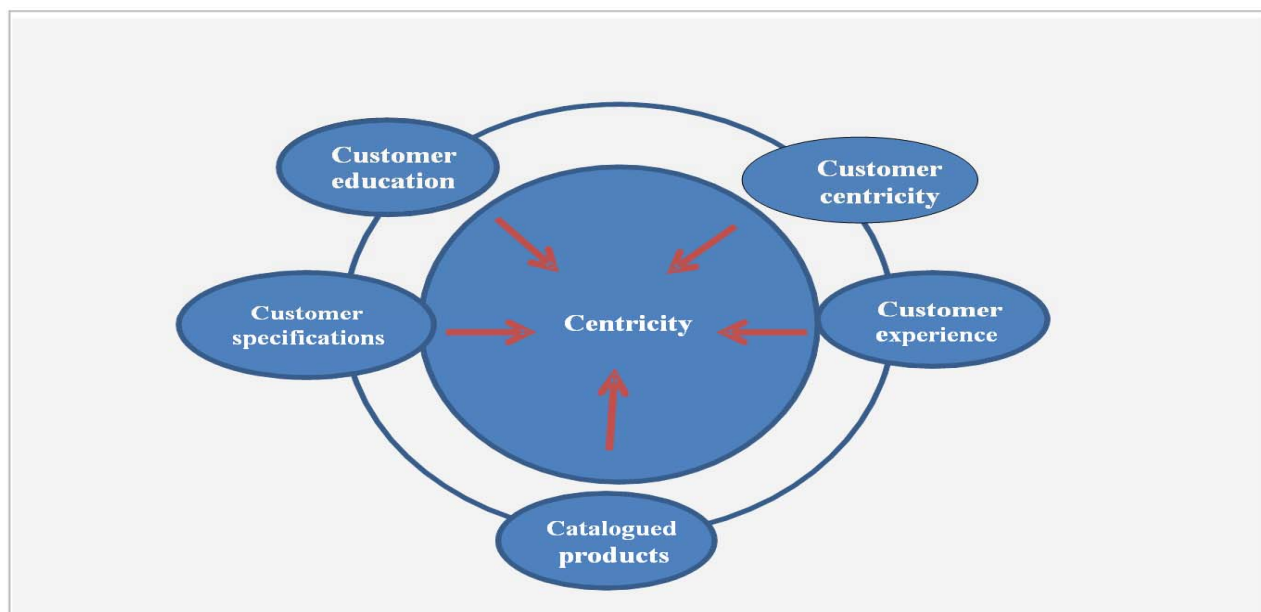 Customer
education
Customer
centricity
Customer
specifications
Centricity
Customer
experience
Catalogued
products